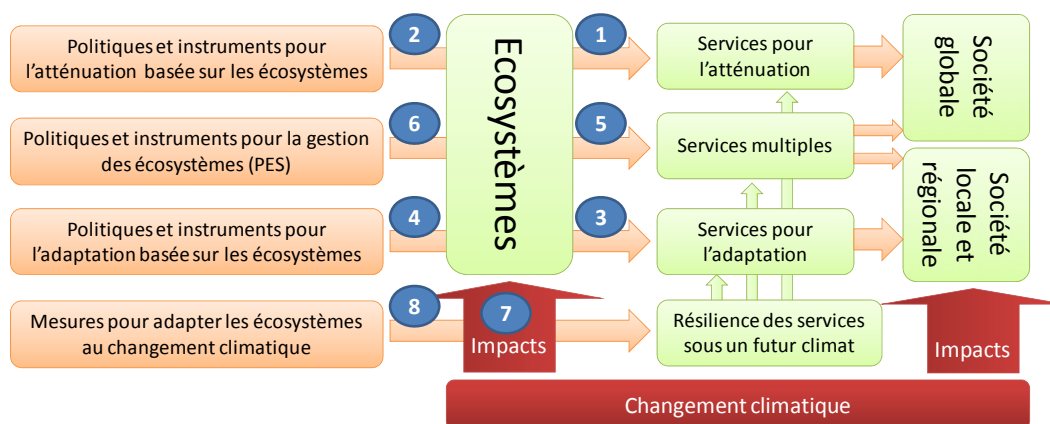 Politiques et instruments pour
l'atténuation basée sur les écosystèmes
2
Ecosystèmes
1
Services pour
l'atténuation
Société
globale
Politiques et instruments pour la gestion
des écosystèmes (PES)
6
5
Services multiples
Politiques et instruments pour
l'adaptation basée sur les écosystèmes
4
3
Services pour
l'adaptation
Société
locale et
régionale
Mesures pour adapter les écosystèmes
au changement climatique
8
7
Impacts
Résilience des services
sous un futur climat
Impacts
Changement climatique